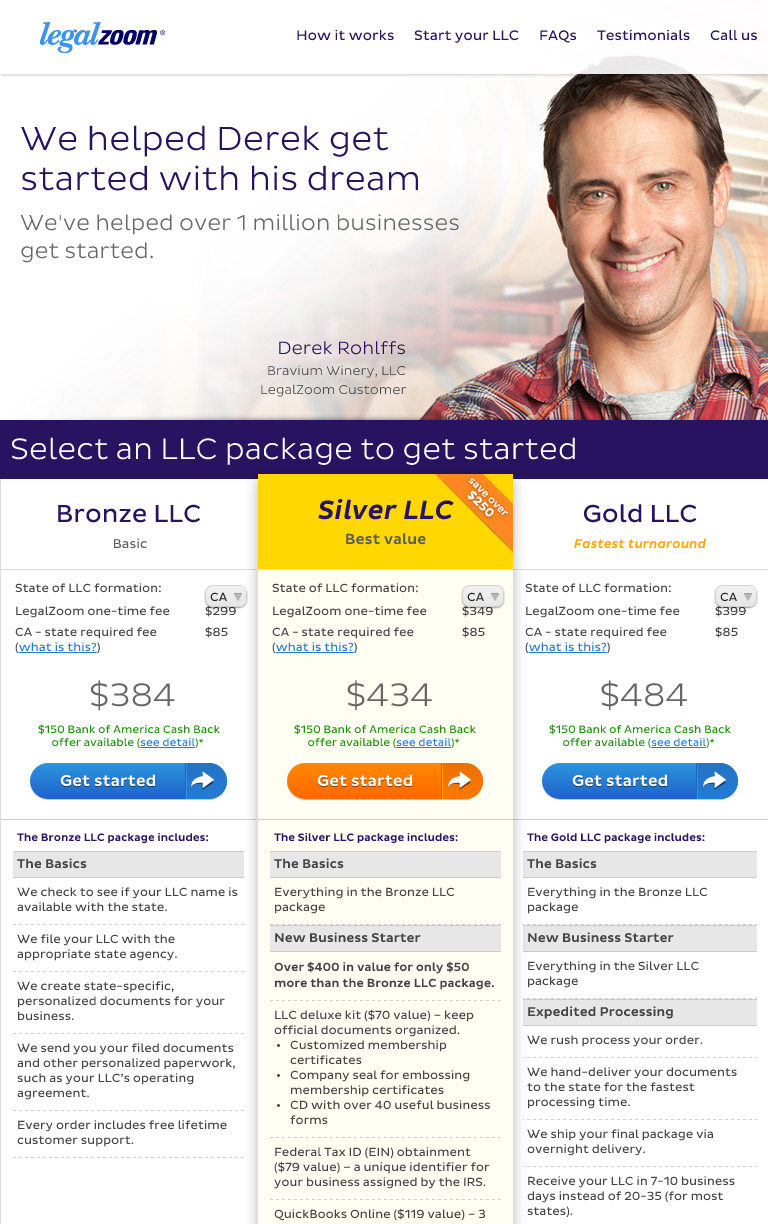 legalzoom®
How it works Start your LLC FAQs Testimonials Call us
We helped Derek get
started with his dream
We've helped over 1 million businesses
get started.
Derek Rohlffs
Bravium Winery, LLC
LegalZoom Customer
Select an LLC package to get started
Bronze LLC
Basic
State of LLC formation:
CA
LegalZoom one-time fee $299
CA - state required fee $85
(what is this?)
$384
$150 Bank of America Cash Back
offer available (see detail)*
Get started
The Bronze LLC package includes:
The Basics
We check to see if your LLC name is
available with the state.
We file your LLC with the
appropriate state agency.
We create state-specific,
personalized documents for your
business.
We send you your filed documents
and other personalized paperwork,
such as your LLC's operating
agreement.
Every order includes free lifetime
customer support.
Silver LLC
Best value
save over
$250
State of LLC formation:
CA
LegalZoom one-time fee $349
CA - state required fee $85
(what is this?)
$434
$150 Bank of America Cash Back
offer available (see detail)*
Get started
The Silver LLC package includes:
The Basics
Everything in the Bronze LLC
package
New Business Starter
Over $400 in value for only $50
more than the Bronze LLC package.
LLC deluxe kit ($70 value) – keep
official documents organized.
• Customized membership
certificates
• Company seal for embossing
membership certificates
• CD with over 40 useful business
forms
Federal Tax ID (EIN) obtainment
($79 value) – a unique identifier for
your business assigned by the IRS.
QuickBooks Online ($119 value) – 3
Gold LLC
Fastest turnaround
State of LLC formation:
CA
LegalZoom one-time fee $399
CA - state required fee $85
(what is this?)
$484
$150 Bank of America Cash Back
offer available (see detail)*
Get started
The Gold LLC package includes:
The Basics
Everything in the Bronze LLC
package
New Business Starter
Everything in the Silver LLC
package
Expedited Processing
We rush process your order.
We hand-deliver your documents
to the state for the fastest
processing time.
We ship your final package via
overnight delivery.
Receive your LLC in 7-10 business
days instead of 20-35 (for most
states).